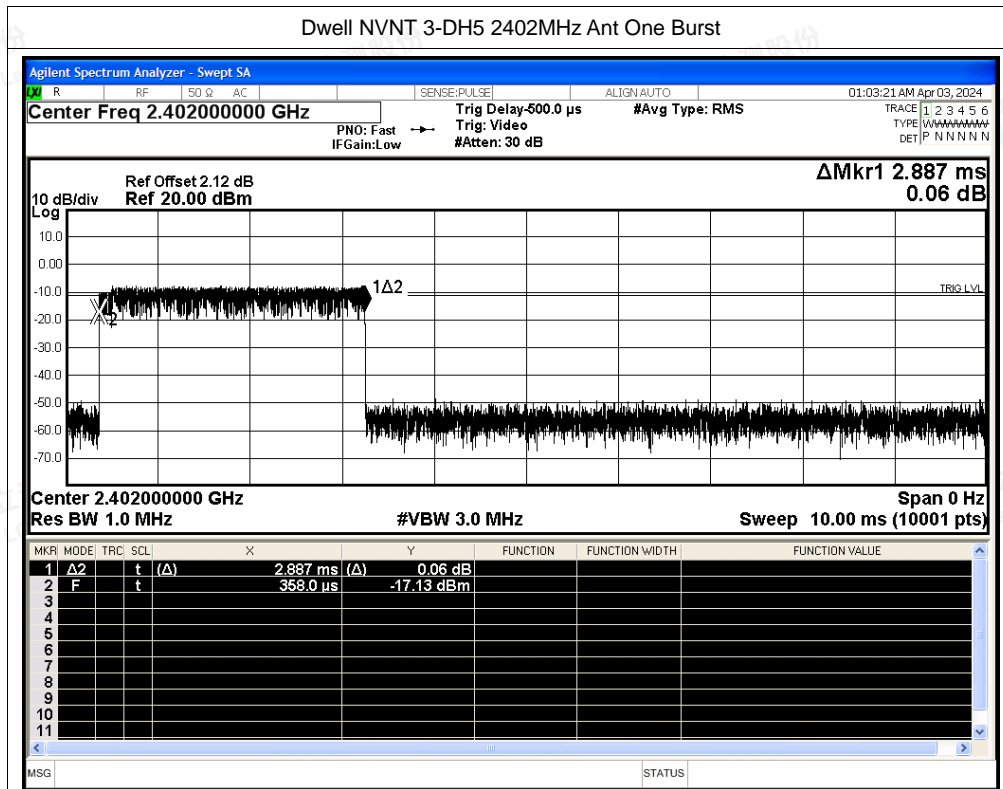 Dwell NVNT 3-DH5 2402MHz Ant One Burst
Agilent Spectrum Analyzer - Swept SA
LXI R RF 50 Ω AC SENSE:PULSE ALIGN AUTO 01:03:21 AM Apr 03, 2024
Center Freq 2.402000000 GHz Trig Delay-500.0 µs #Avg Type: RMS TRACE 1 2 3 4 5 6
PNO: Fast Trig: Video TYPE WWWWWW
IFGain:Low #Atten: 30 dB DET P N N N N N
ΔMkr1 2.887 ms
0.06 dB
Ref Offset 2.12 dB
10 dB/div Ref 20.00 dBm
Log
10.0
0.00
-10.0
-20.0
-30.0
-40.0
-50.0
-60.0
-70.0
1Δ2
TRIG LVL
2
Center 2.402000000 GHz Span 0 Hz
Res BW 1.0 MHz #VBW 3.0 MHz Sweep 10.00 ms (10001 pts)
MKR MODE TRC SCL X Y FUNCTION FUNCTION WIDTH FUNCTION VALUE
1 Δ2 t (Δ) 2.887 ms (Δ) 0.06 dB
2 F t 358.0 µs -17.13 dBm
3
4
5
6
7
8
9
10
11
MSG STATUS